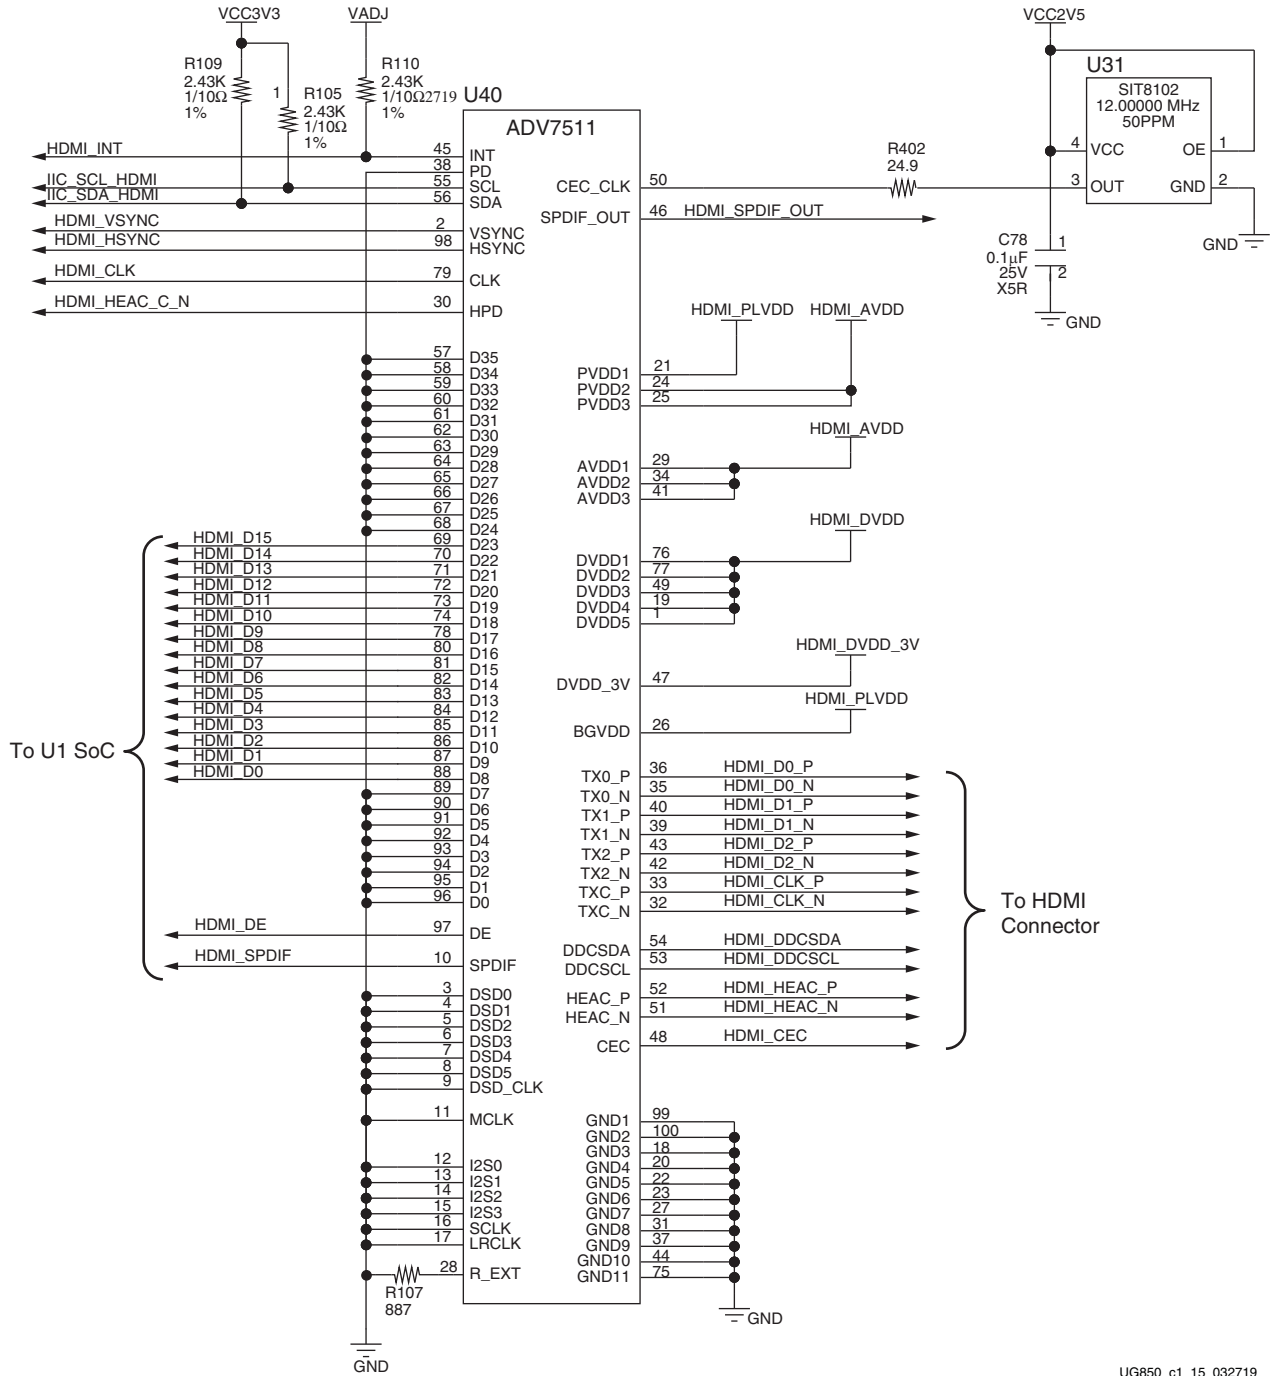 VCC3V3
VADJ
VCC2V5
R109
2.43K
1/10Ω
1%
1
R105
2.43K
1/10Ω
1%
R110
2.43K
1/10Ω2719
1%
U40
ADV7511
U31
SIT8102
12.00000 MHz
50PPM
4 VCC
OE 1
3 OUT
GND 2
GND
R402
24.9
C78
0.1µF
25V
X5R
1
2
GND
HDMI_INT 45 INT
38 PD
IIC_SCL_HDMI 55 SCL
IIC_SDA_HDMI 56 SDA
HDMI_VSYNC 2 VSYNC
HDMI_HSYNC 98 HSYNC
HDMI_CLK 79 CLK
HDMI_HEAC_C_N 30 HPD
57 D35
58 D34
59 D33
60 D32
61 D31
62 D30
63 D29
64 D28
65 D27
66 D26
67 D25
68 D24
To U1 SoC
HDMI_D15 69 D23
HDMI_D14 70 D22
HDMI_D13 71 D21
HDMI_D12 72 D20
HDMI_D11 73 D19
HDMI_D10 74 D18
HDMI_D9 78 D17
HDMI_D8 80 D16
HDMI_D7 81 D15
HDMI_D6 82 D14
HDMI_D5 83 D13
HDMI_D4 84 D12
HDMI_D3 85 D11
HDMI_D2 86 D10
HDMI_D1 87 D9
HDMI_D0 88 D8
89 D7
90 D6
91 D5
92 D4
93 D3
94 D2
95 D1
96 D0
HDMI_DE 97 DE
HDMI_SPDIF 10 SPDIF
3 DSD0
4 DSD1
5 DSD2
6 DSD3
7 DSD4
8 DSD5
9 DSD_CLK
11 MCLK
12 I2S0
13 I2S1
14 I2S2
15 I2S3
16 SCLK
17 LRCLK
28 R_EXT
R107
887
GND
CEC_CLK 50
SPDIF_OUT 46 HDMI_SPDIF_OUT
HDMI_PLVDD
HDMI_AVDD
PVDD1 21
PVDD2 24
PVDD3 25
HDMI_AVDD
AVDD1 29
AVDD2 34
AVDD3 41
HDMI_DVDD
DVDD1 76
DVDD2 77
DVDD3 49
DVDD4 19
DVDD5 1
HDMI_DVDD_3V
DVDD_3V 47
HDMI_PLVDD
BGVDD 26
TX0_P 36 HDMI_D0_P
TX0_N 35 HDMI_D0_N
TX1_P 40 HDMI_D1_P
TX1_N 39 HDMI_D1_N
TX2_P 43 HDMI_D2_P
TX2_N 42 HDMI_D2_N
TXC_P 33 HDMI_CLK_P
TXC_N 32 HDMI_CLK_N
DDCSDA 54 HDMI_DDCSDA
DDCSCL 53 HDMI_DDCSCL
HEAC_P 52 HDMI_HEAC_P
HEAC_N 51 HDMI_HEAC_N
CEC 48 HDMI_CEC
To HDMI
Connector
GND1 99
GND2 100
GND3 18
GND4 20
GND5 22
GND6 23
GND7 27
GND8 31
GND9 37
GND10 44
GND11 75
GND
UG850_c1_15_032719